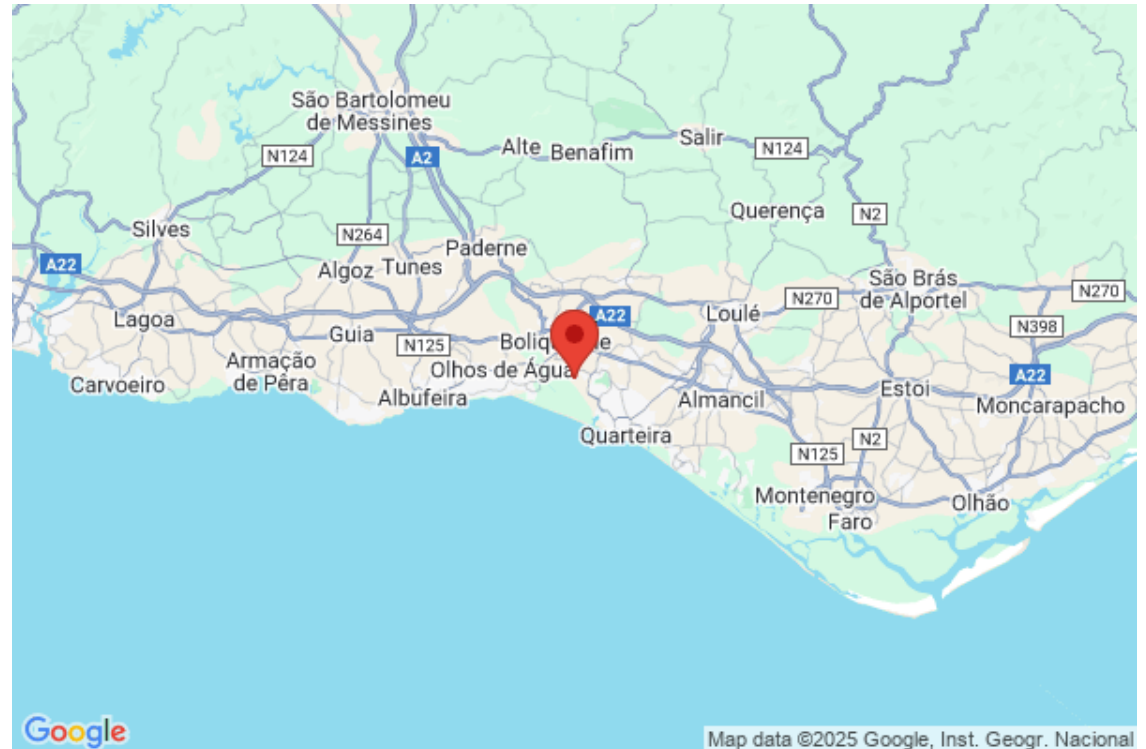 São Bartolomeu
de Messines
Alte
Benafim
Salir
N124
N124
A2
Querença
N2
Silves
N264
Paderne
A22
Algoz
Tunes
São Brás
de Alportel
N270
N270
Lagoa
Guia
N125
A22
Loulé
N398
Armação
de Pêra
Olhos de Água
Carvoeiro
Albufeira
Almancil
Estoi
A22
Moncarapacho
Quarteira
N125
N2
Montenegro
Faro
Olhão
Google
Map data ©2025 Google, Inst. Geogr. Nacional